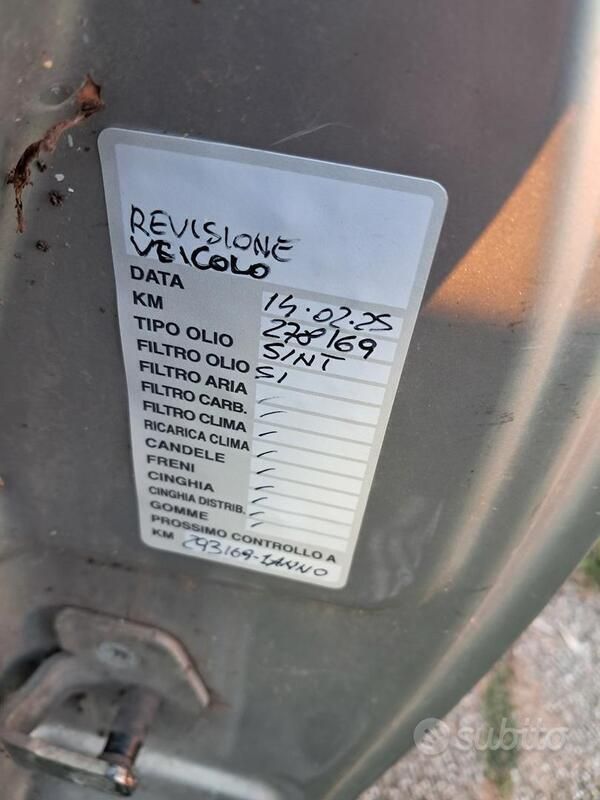 REVISIONE
VEICOLO
DATA 14.02.25
KM 278169
TIPO OLIO SINT
FILTRO OLIO SI
FILTRO ARIA -
FILTRO CARB. -
FILTRO CLIMA -
RICARICA CLIMA -
CANDELE -
FRENI -
CINGHIA -
CINGHIA DISTRIB. -
GOMME
PROSSIMO CONTROLLO A
KM 293169-1ANNO
subito